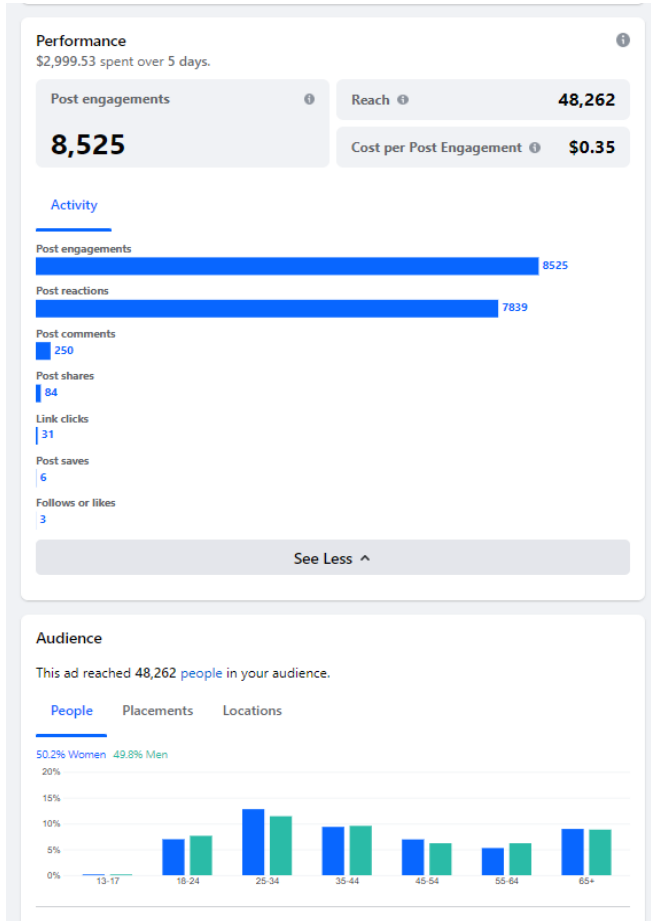 Performance
$2,999.53 spent over 5 days.
Post engagements
8,525
Reach 48,262
Cost per Post Engagement $0.35
Activity
Post engagements
8525
Post reactions
7839
Post comments
250
Post shares
84
Link clicks
31
Post saves
6
Follows or likes
3
See Less
Audience
This ad reached 48,262 people in your audience.
People Placements Locations
50.2% Women 49.8% Men
20%
15%
10%
5%
0%
13-17 18-24 25-34 35-44 45-54 55-64 65+